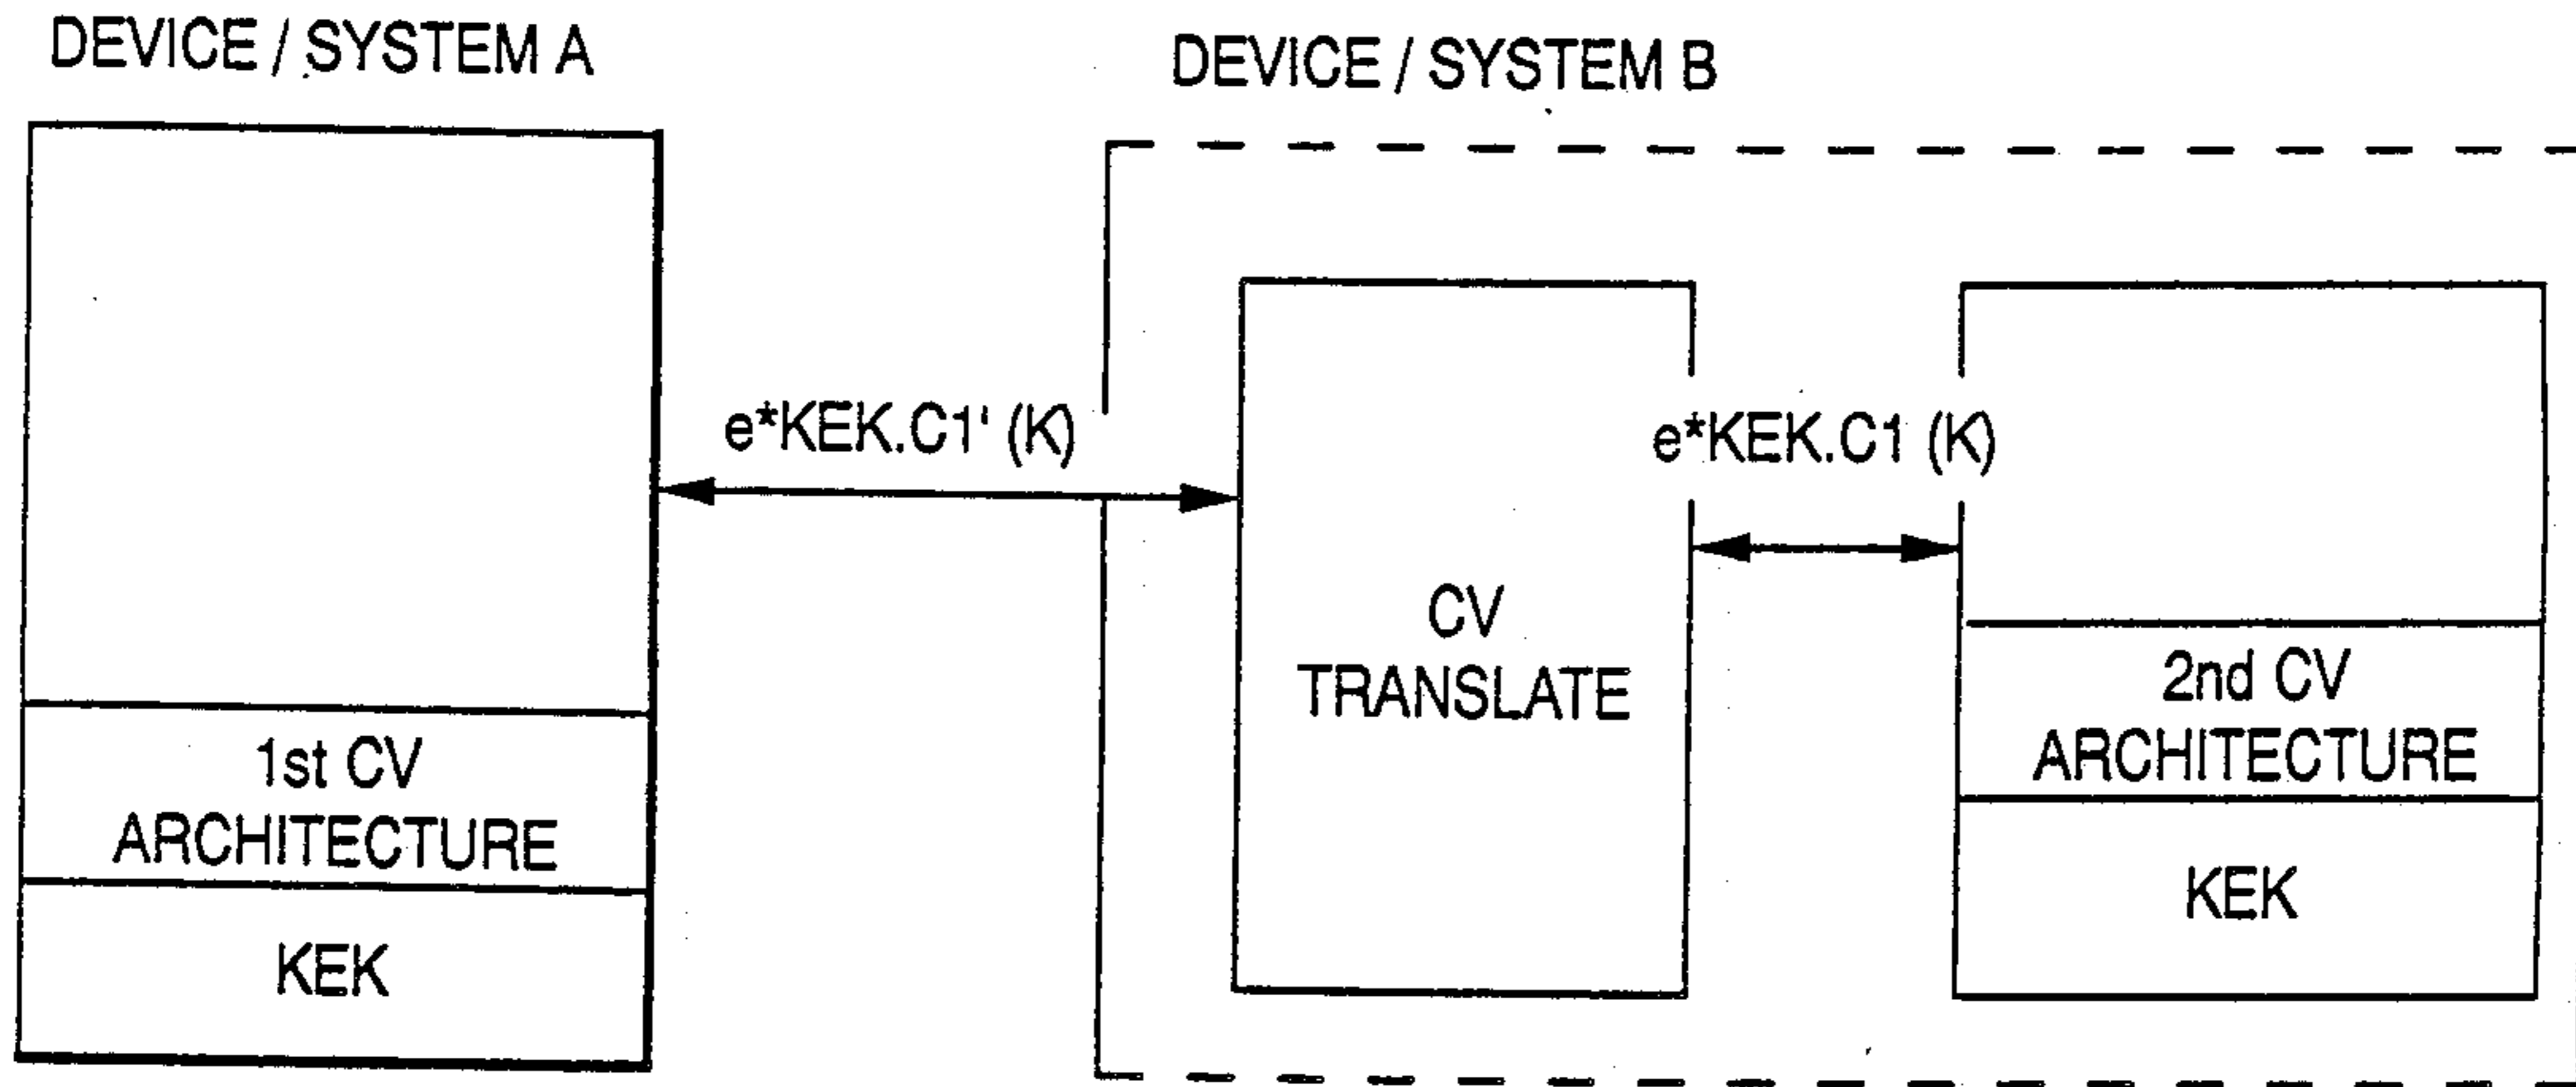 DEVICE / SYSTEM A
DEVICE / SYSTEM B
e*KEK.C1' (K)
e*KEK.C1 (K)
CV
TRANSLATE
1st CV
ARCHITECTURE
KEK
2nd CV
ARCHITECTURE
KEK